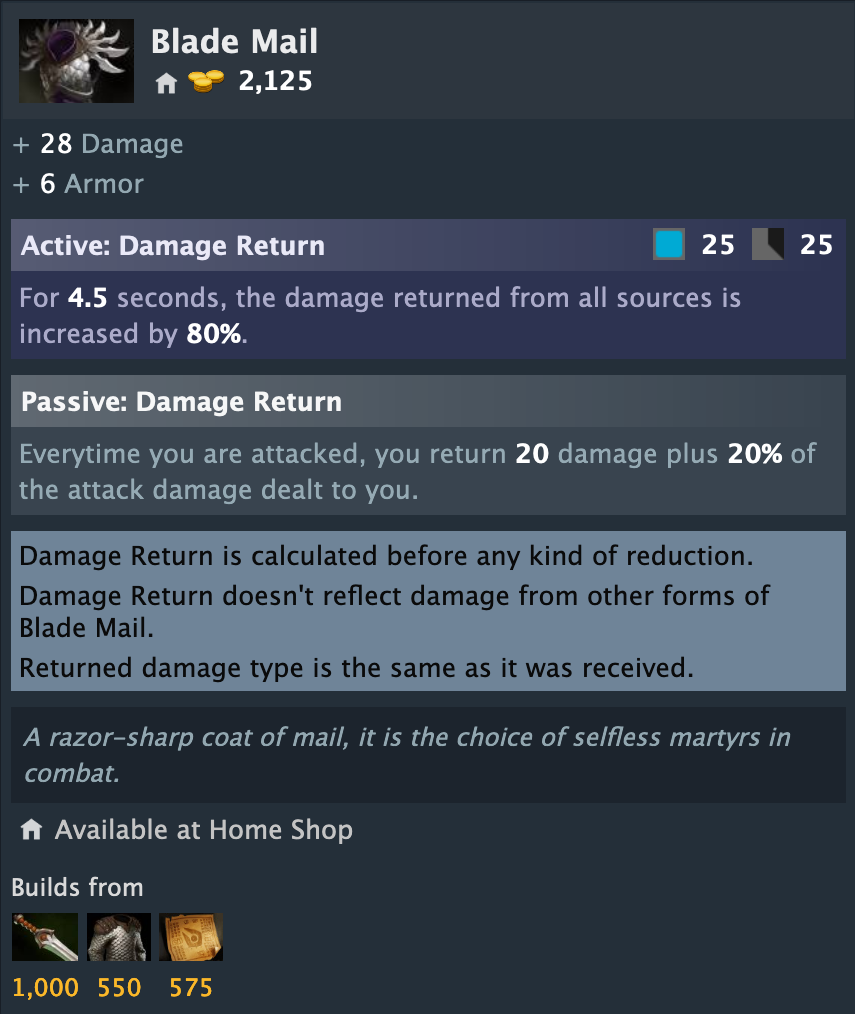 Blade Mail
2,125
+ 28 Damage
+ 6 Armor
Active: Damage Return 25 25
For 4.5 seconds, the damage returned from all sources is
increased by 80%.
Passive: Damage Return
Everytime you are attacked, you return 20 damage plus 20% of
the attack damage dealt to you.
Damage Return is calculated before any kind of reduction.
Damage Return doesn't reflect damage from other forms of
Blade Mail.
Returned damage type is the same as it was received.
A razor-sharp coat of mail, it is the choice of selfless martyrs in
combat.
Available at Home Shop
Builds from
1,000 550 575